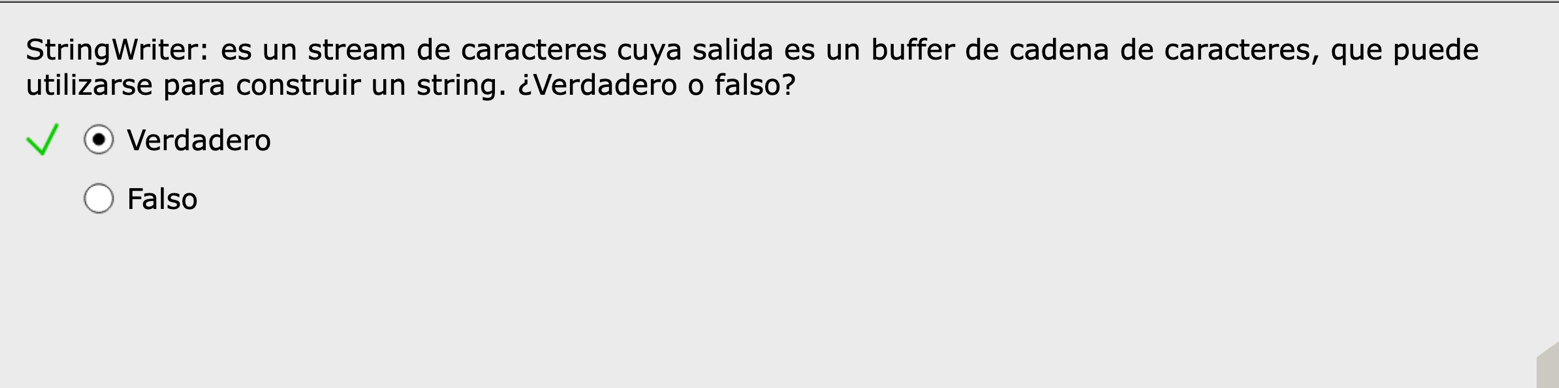 StringWriter: es un stream de caracteres cuya salida es un buffer de cadena de caracteres, que puede
utilizarse para construir un string. ¿Verdadero o falso?
Verdadero
Falso